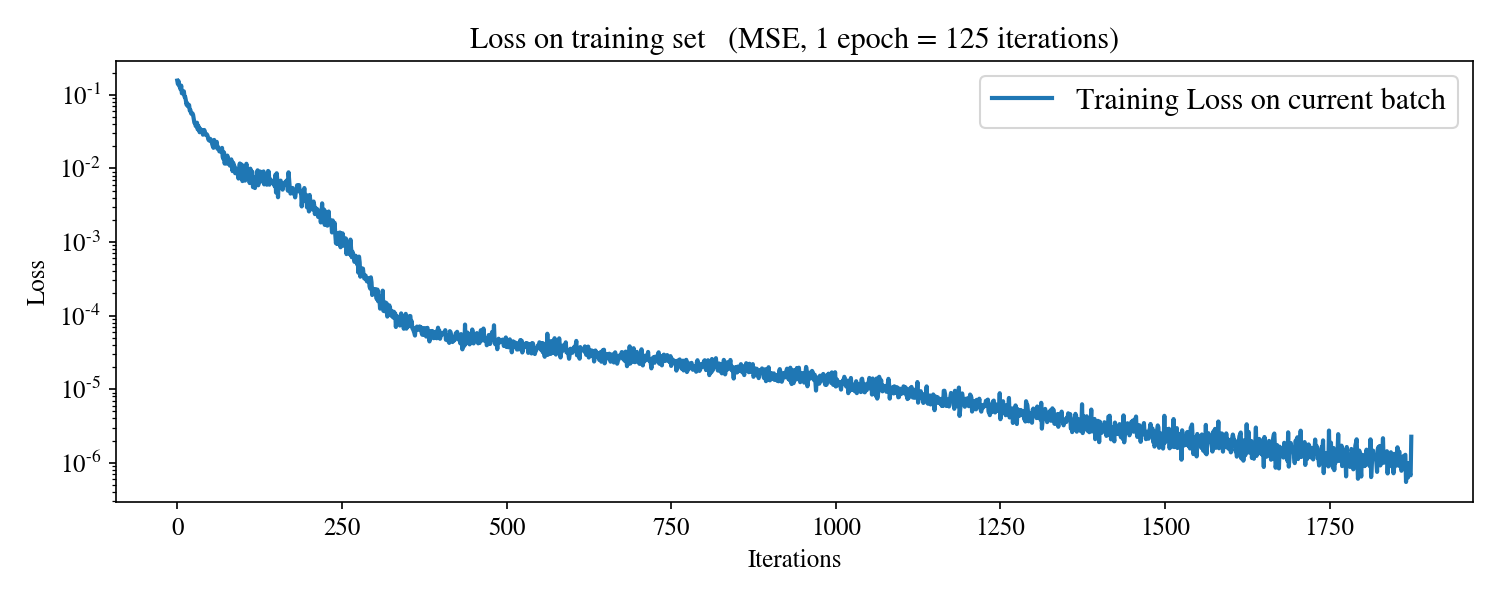 Loss on training set   (MSE, 1 epoch = 125 iterations)
Training Loss on current batch
Loss
10⁻¹
10⁻²
10⁻³
10⁻⁴
10⁻⁵
10⁻⁶
0 250 500 750 1000 1250 1500 1750
Iterations